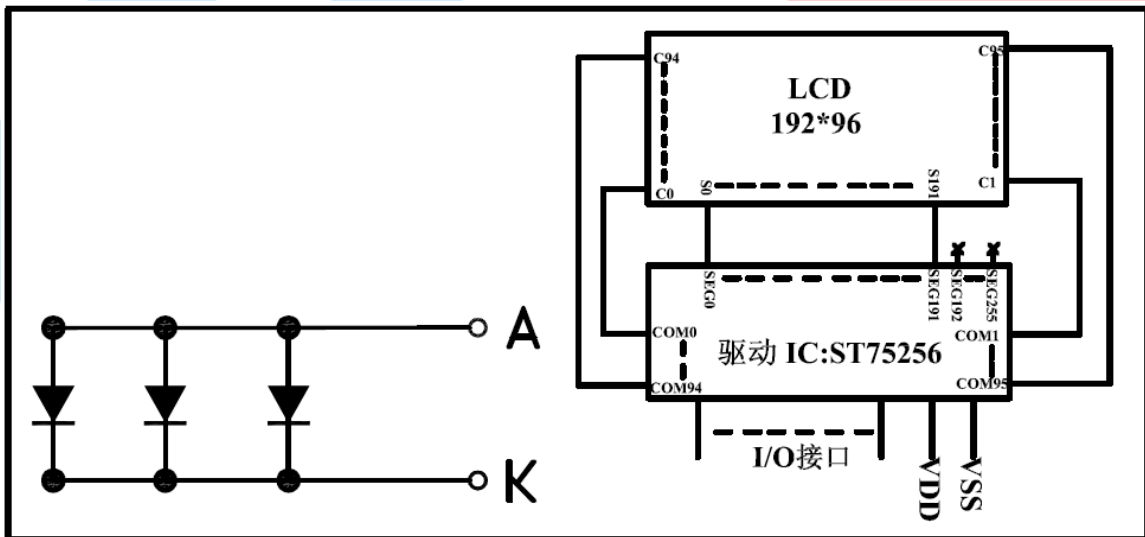 C94
C95
LCD
192*96
C0
S0
S191
C1
SEG0
SEG191
SEG192
SEG255
COM0
COM1
驱动 IC:ST75256
COM94
COM95
I/O接口
VDD
VSS
A
K